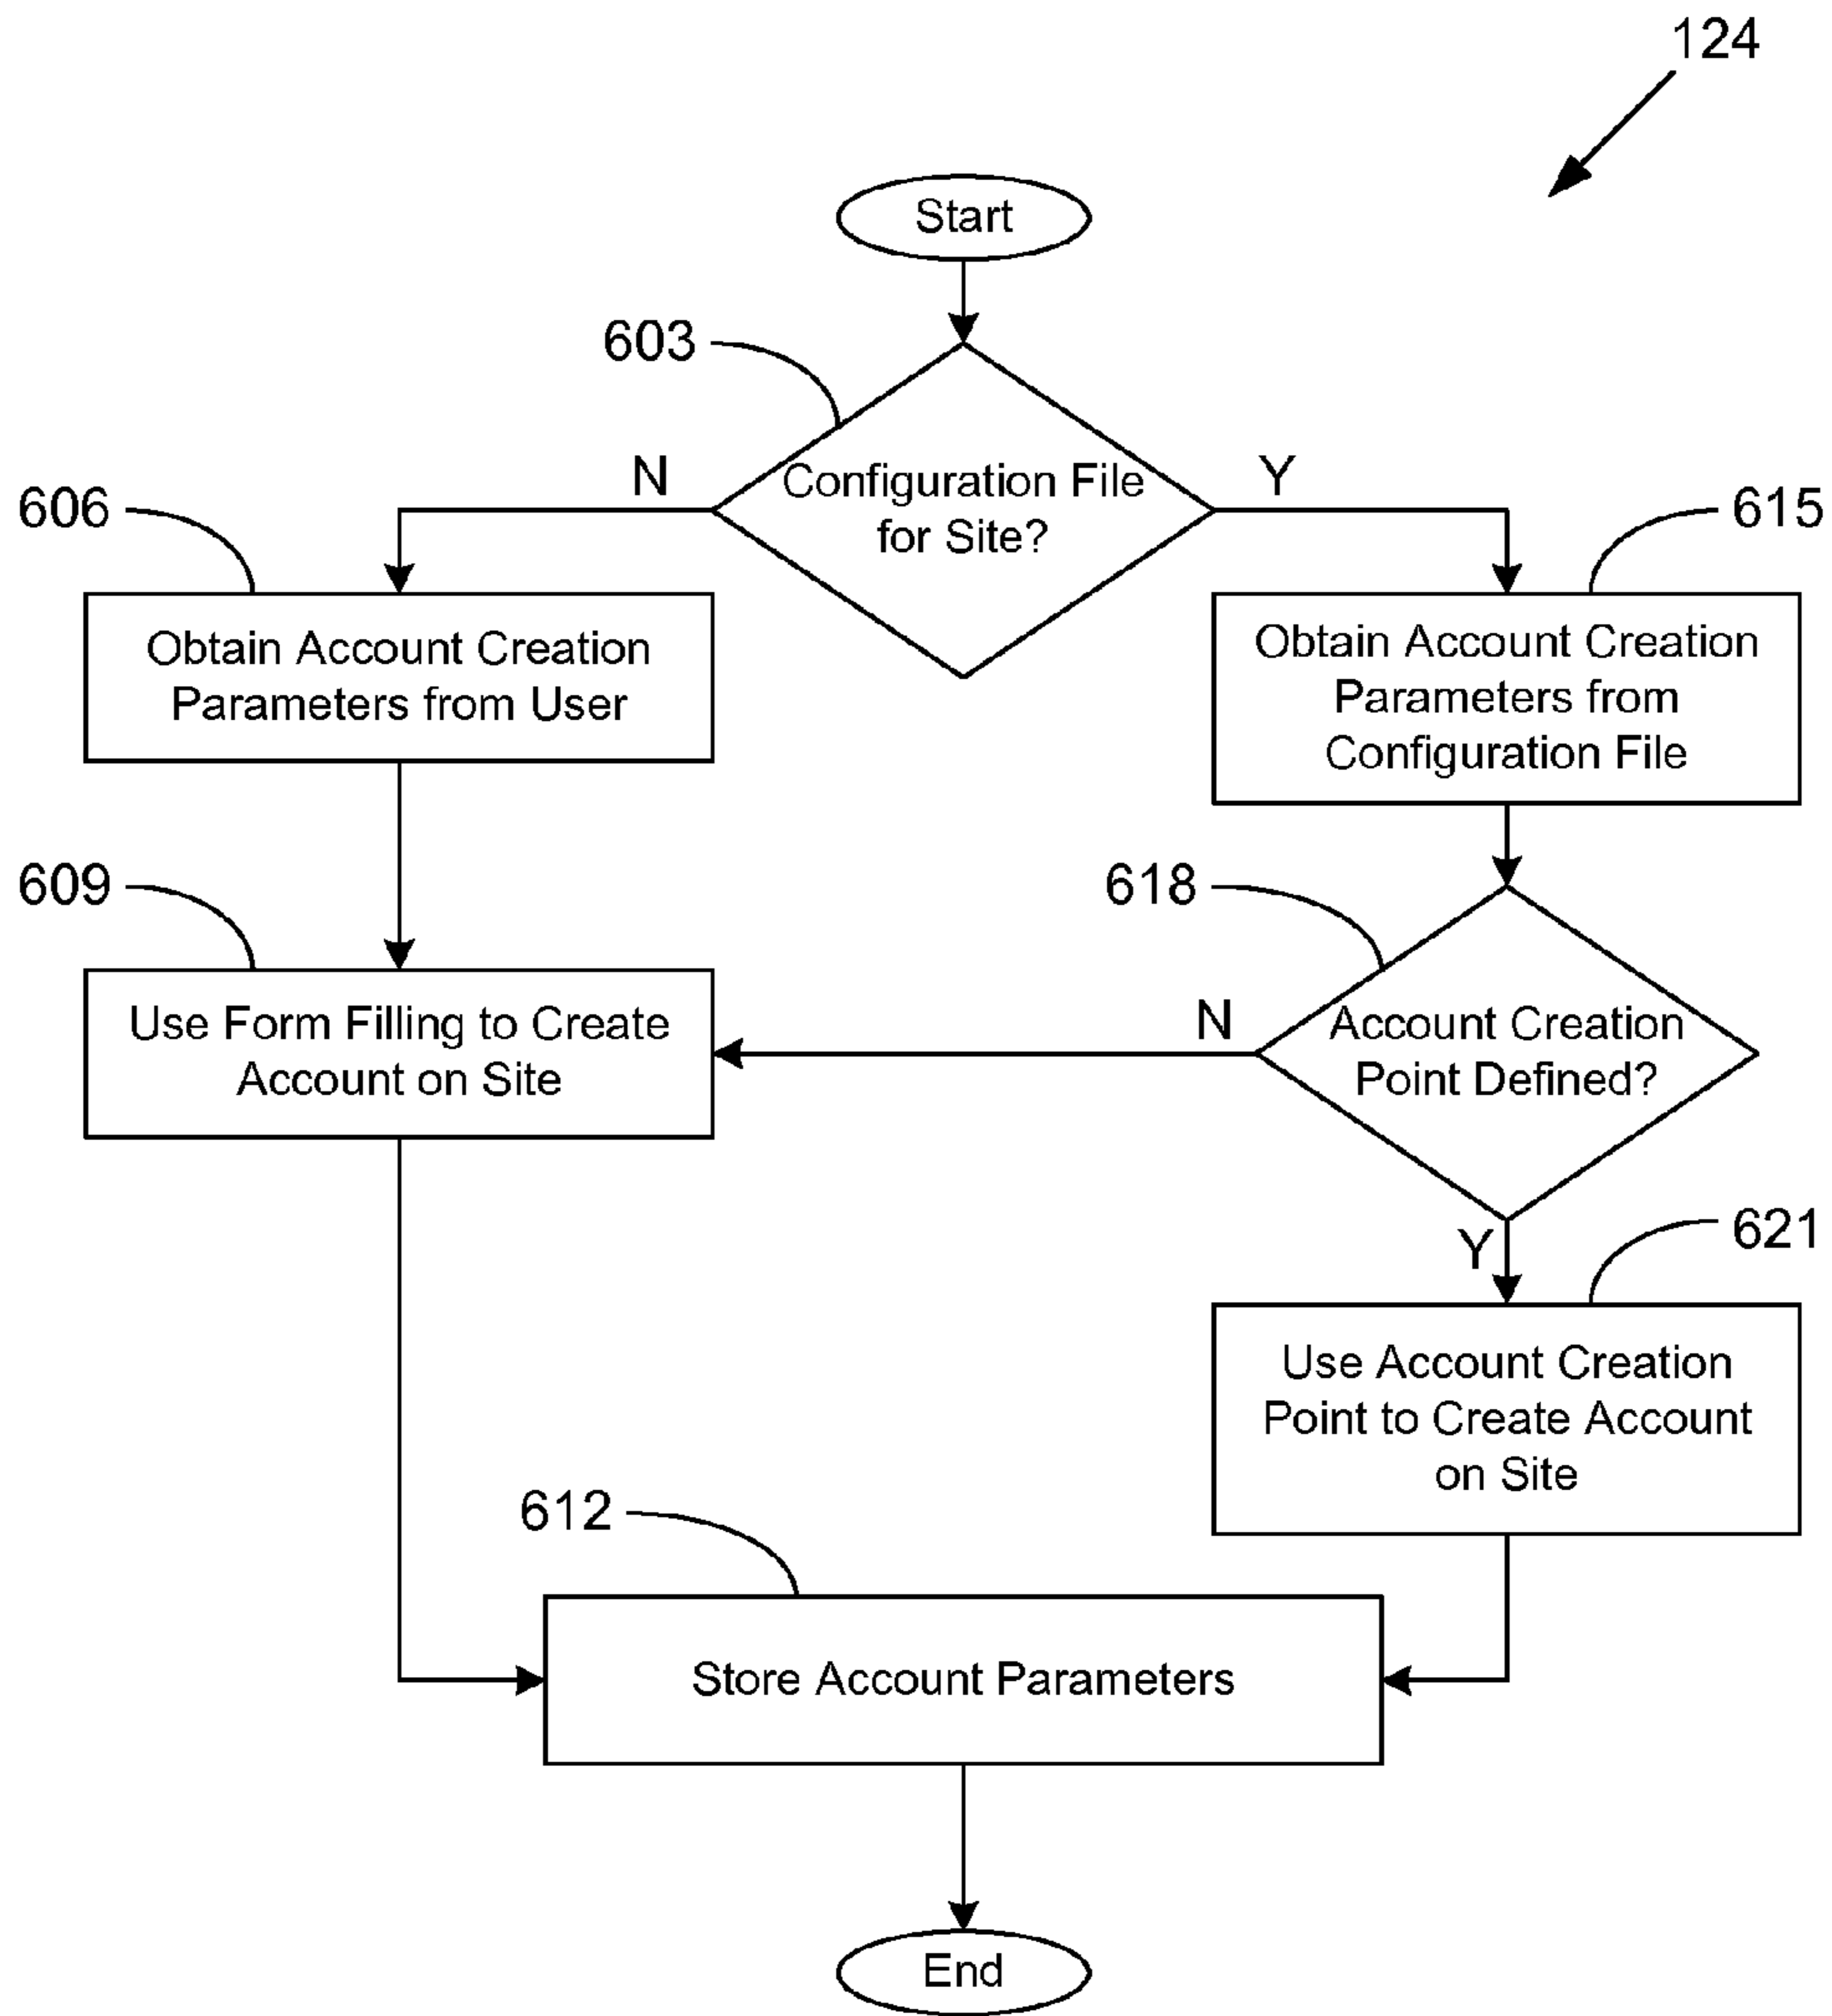 124
Start
603
Configuration File
for Site?
N
Y
606
Obtain Account Creation
Parameters from User
615
Obtain Account Creation
Parameters from
Configuration File
609
Use Form Filling to Create
Account on Site
618
Account Creation
Point Defined?
N
Y
621
Use Account Creation
Point to Create Account
on Site
612
Store Account Parameters
End